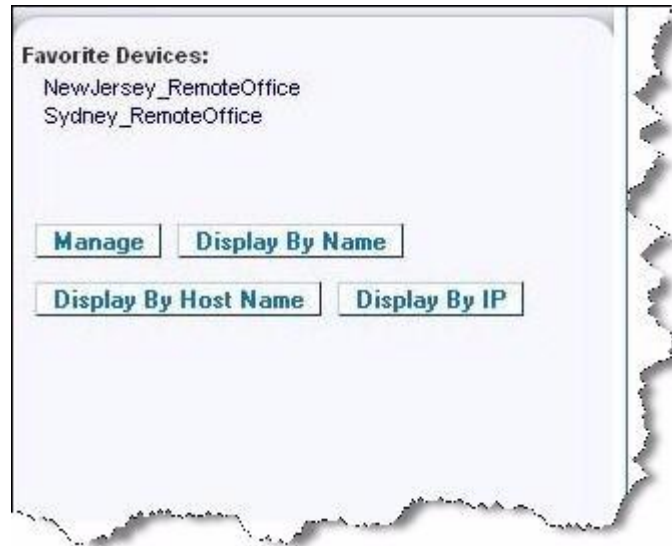 Favorite Devices:
NewJersey_RemoteOffice
Sydney_RemoteOffice
Manage Display By Name
Display By Host Name Display By IP